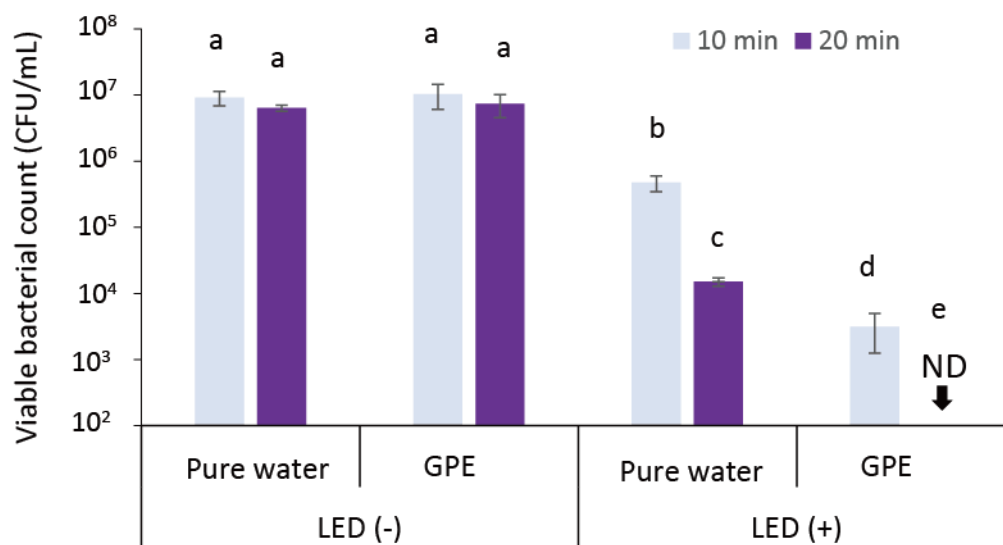 Viable bacterial count (CFU/mL)
10⁸
10⁷
10⁶
10⁵
10⁴
10³
10²
10 min 20 min
a a a a b c d e
ND
Pure water GPE Pure water GPE
LED (-) LED (+)